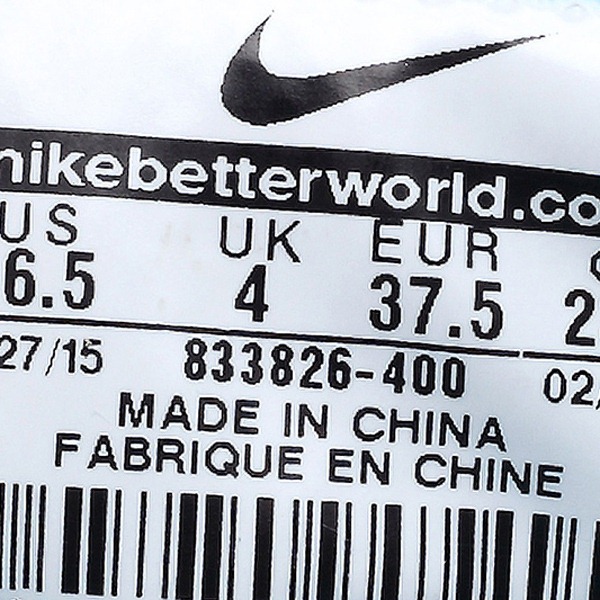 nikebetterworld.co
US UK EUR
6.5 4 37.5 2
27/15 833826-400 02/
MADE IN CHINA
FABRIQUE EN CHINE